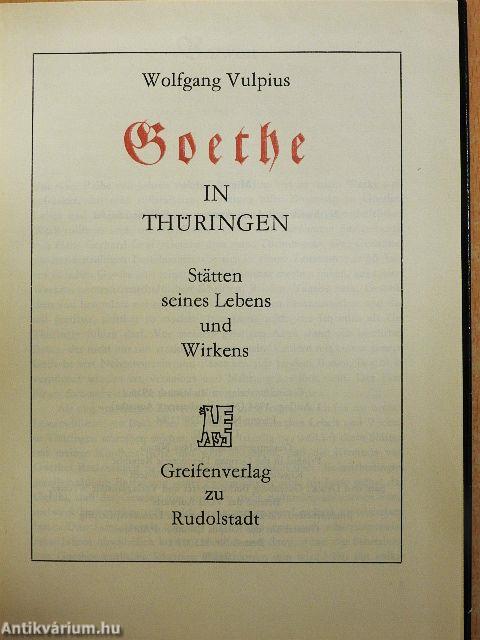 Wolfgang Vulpius
Goethe
IN
THÜRINGEN
Stätten
seines Lebens
und
Wirkens
Greifenverlag
zu
Rudolstadt
Antikvárium.hu